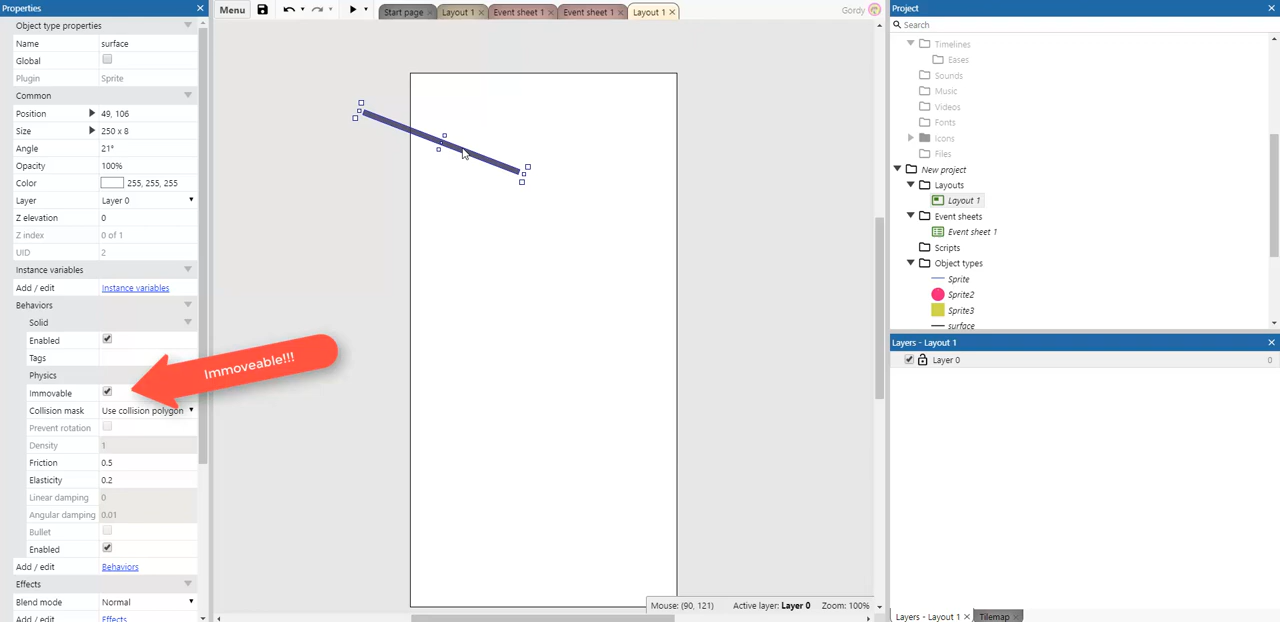 Properties
Object type properties
Name surface
Global
Plugin Sprite
Common
Position 49, 106
Size 250 x 8
Angle 21°
Opacity 100%
Color 255, 255, 255
Layer Layer 0
Z elevation 0
Z index 0 of 1
UID 2
Instance variables
Add / edit Instance variables
Behaviors
Solid
Enabled
Tags
Physics
Immovable
Collision mask Use collision polygon
Prevent rotation
Density 1
Friction 0.5
Elasticity 0.2
Linear damping 0
Angular damping 0.01
Bullet
Enabled
Add / edit Behaviors
Effects
Blend mode Normal
Add / edit Effects
Immoveable!!!
Menu
Start page
Layout 1
Event sheet 1
Event sheet 1
Layout 1
Gordy
Mouse: (90, 121) Active layer: Layer 0 Zoom: 100%
Project
Search
Timelines
Eases
Sounds
Music
Videos
Fonts
Icons
Files
New project
Layouts
Layout 1
Event sheets
Event sheet 1
Scripts
Object types
Sprite
Sprite2
Sprite3
surface
Layers - Layout 1
Layer 0 0
Layers - Layout 1 Tilemap